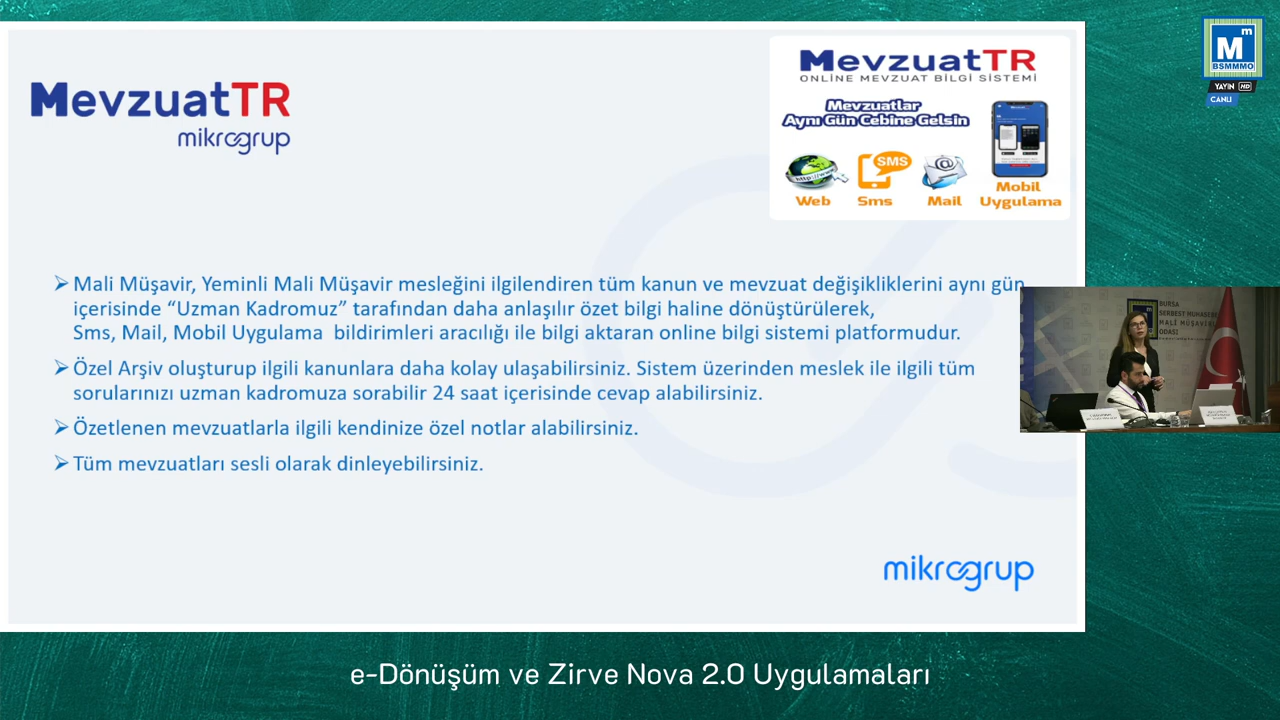 MevzuatTR
mikrogrup
MevzuatTR
ONLINE MEVZUAT BİLGİ SİSTEMİ
Mevzuatlar
Aynı Gün Cebine Gelsin
http://www
SMS
@
Web
Sms
Mail
Mobil
Uygulama
Mm
BSMMMO
YAYIN HD
CANLI
➢ Mali Müşavir, Yeminli Mali Müşavir mesleğini ilgilendiren tüm kanun ve mevzuat değişikliklerini aynı gün
içerisinde “Uzman Kadromuz” tarafından daha anlaşılır özet bilgi haline dönüştürülerek,
Sms, Mail, Mobil Uygulama bildirimleri aracılığı ile bilgi aktaran online bilgi sistemi platformudur.
➢ Özel Arşiv oluşturup ilgili kanunlara daha kolay ulaşabilirsiniz. Sistem üzerinden meslek ile ilgili tüm
sorularınızı uzman kadromuza sorabilir 24 saat içerisinde cevap alabilirsiniz.
➢ Özetlenen mevzuatlarla ilgili kendinize özel notlar alabilirsiniz.
➢ Tüm mevzuatları sesli olarak dinleyebilirsiniz.
BURSA
SERBEST MUHASEBE
MALİ MÜŞAVİRL
ODASI
mikrogrup
e-Dönüşüm ve Zirve Nova 2.0 Uygulamaları